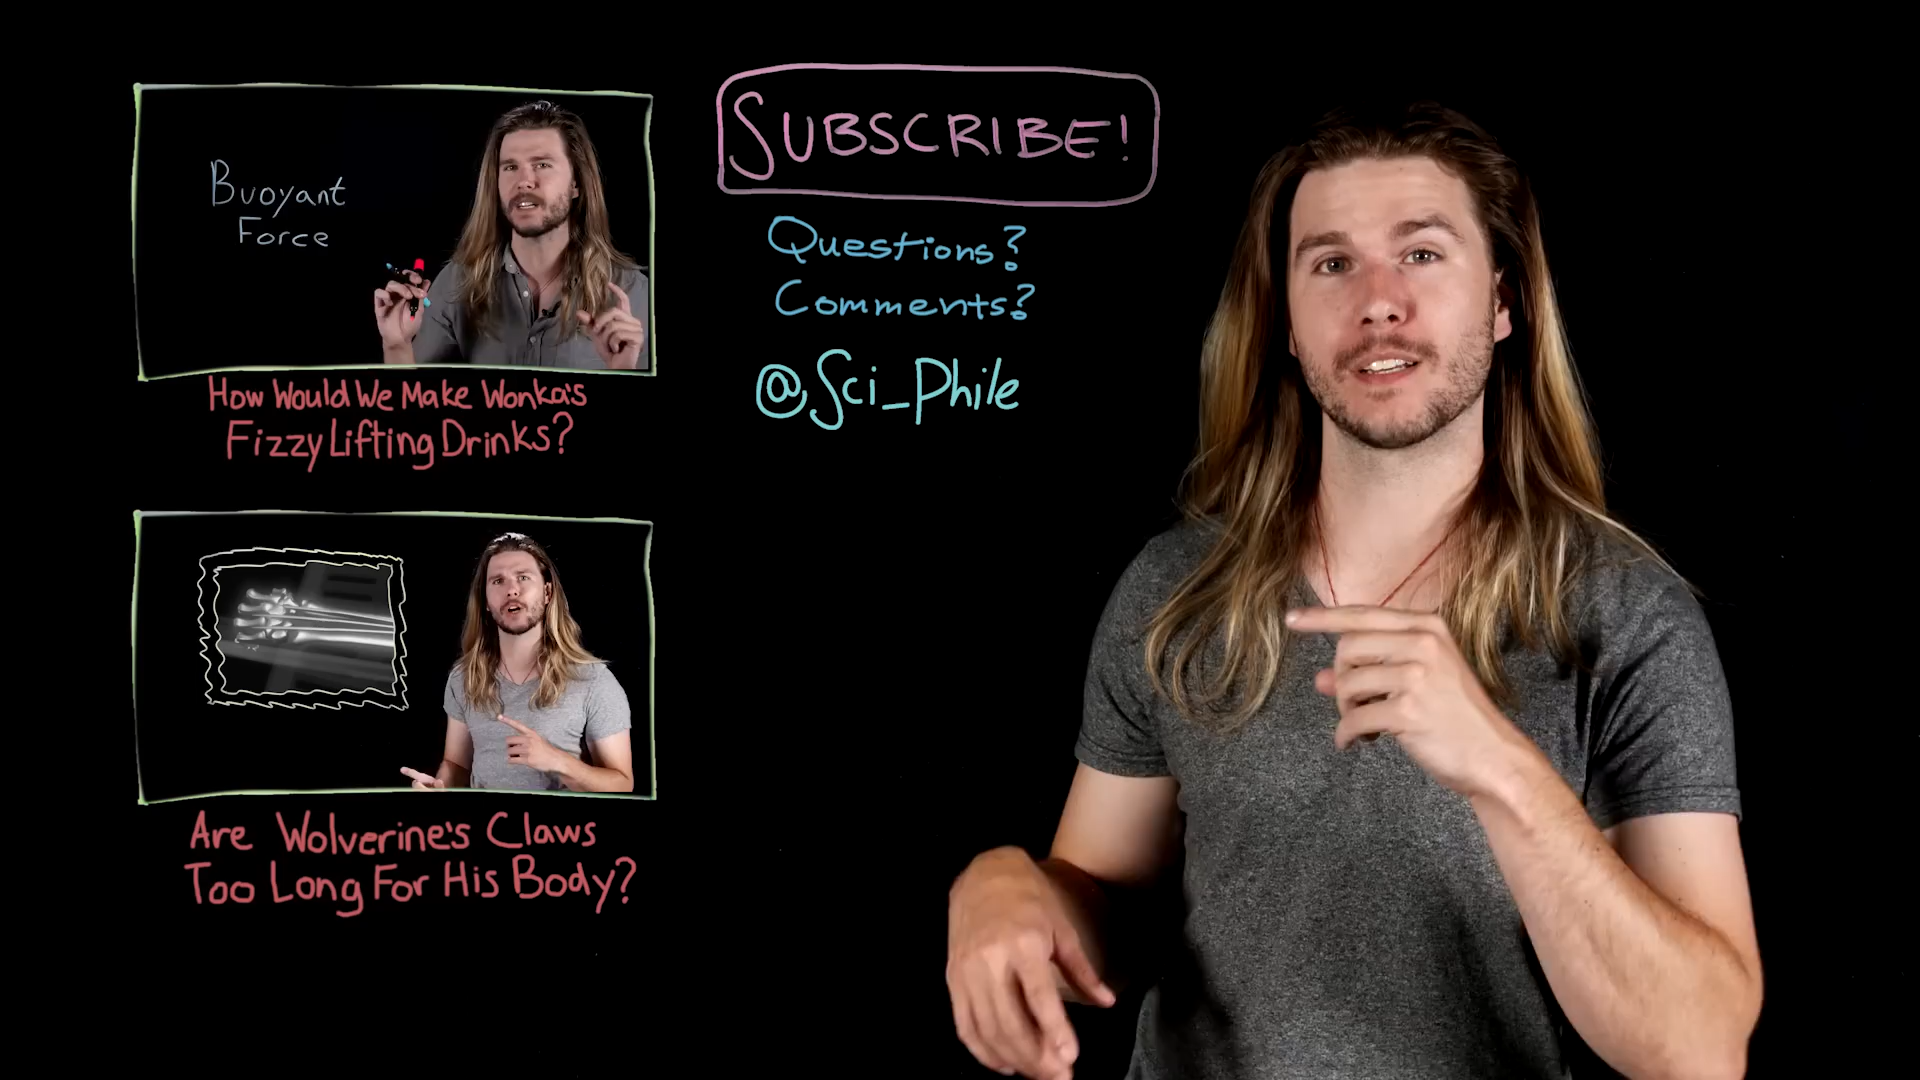 Buoyant
Force
How Would We Make Wonka's
Fizzy Lifting Drinks?
Are Wolverine's Claws
Too Long For His Body?
SUBSCRIBE!
Questions?
Comments?
@Sci_Phile